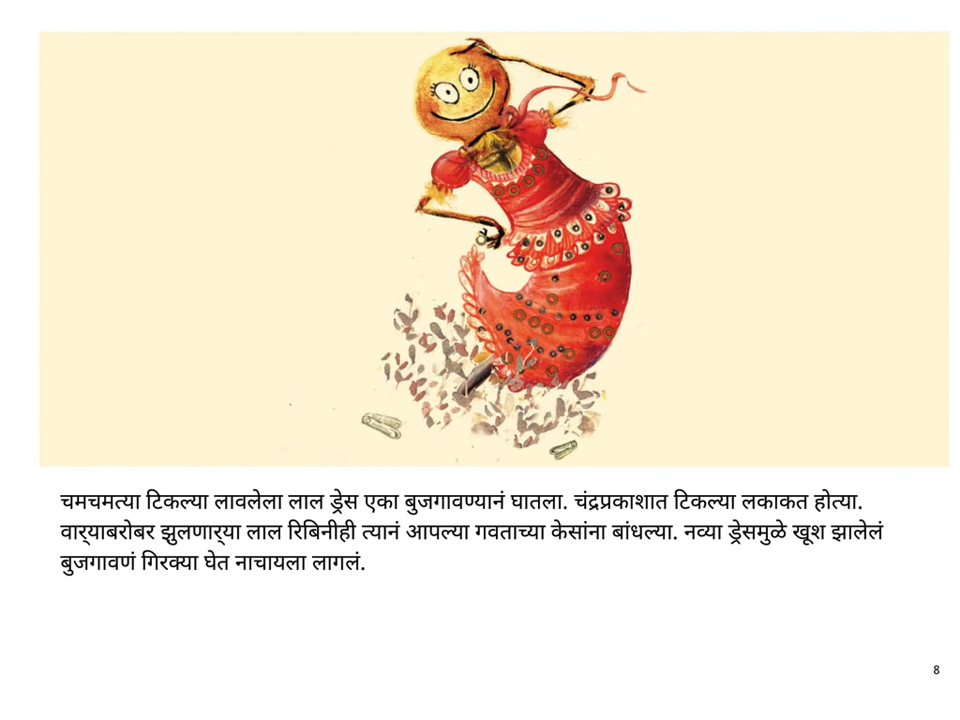 चमचमत्या टिकल्या लावलेला लाल ड्रेस एका बुजगावण्यानं घातला. चंद्रप्रकाशात टिकल्या लकाकत होत्या.
वाऱ्याबरोबर झुलणाऱ्या लाल रिबिनीही त्यानं आपल्या गवताच्या केसांना बांधल्या. नव्या ड्रेसमुळे खूश झालेलं
बुजगावणं गिरक्या घेत नाचायला लागलं.
8